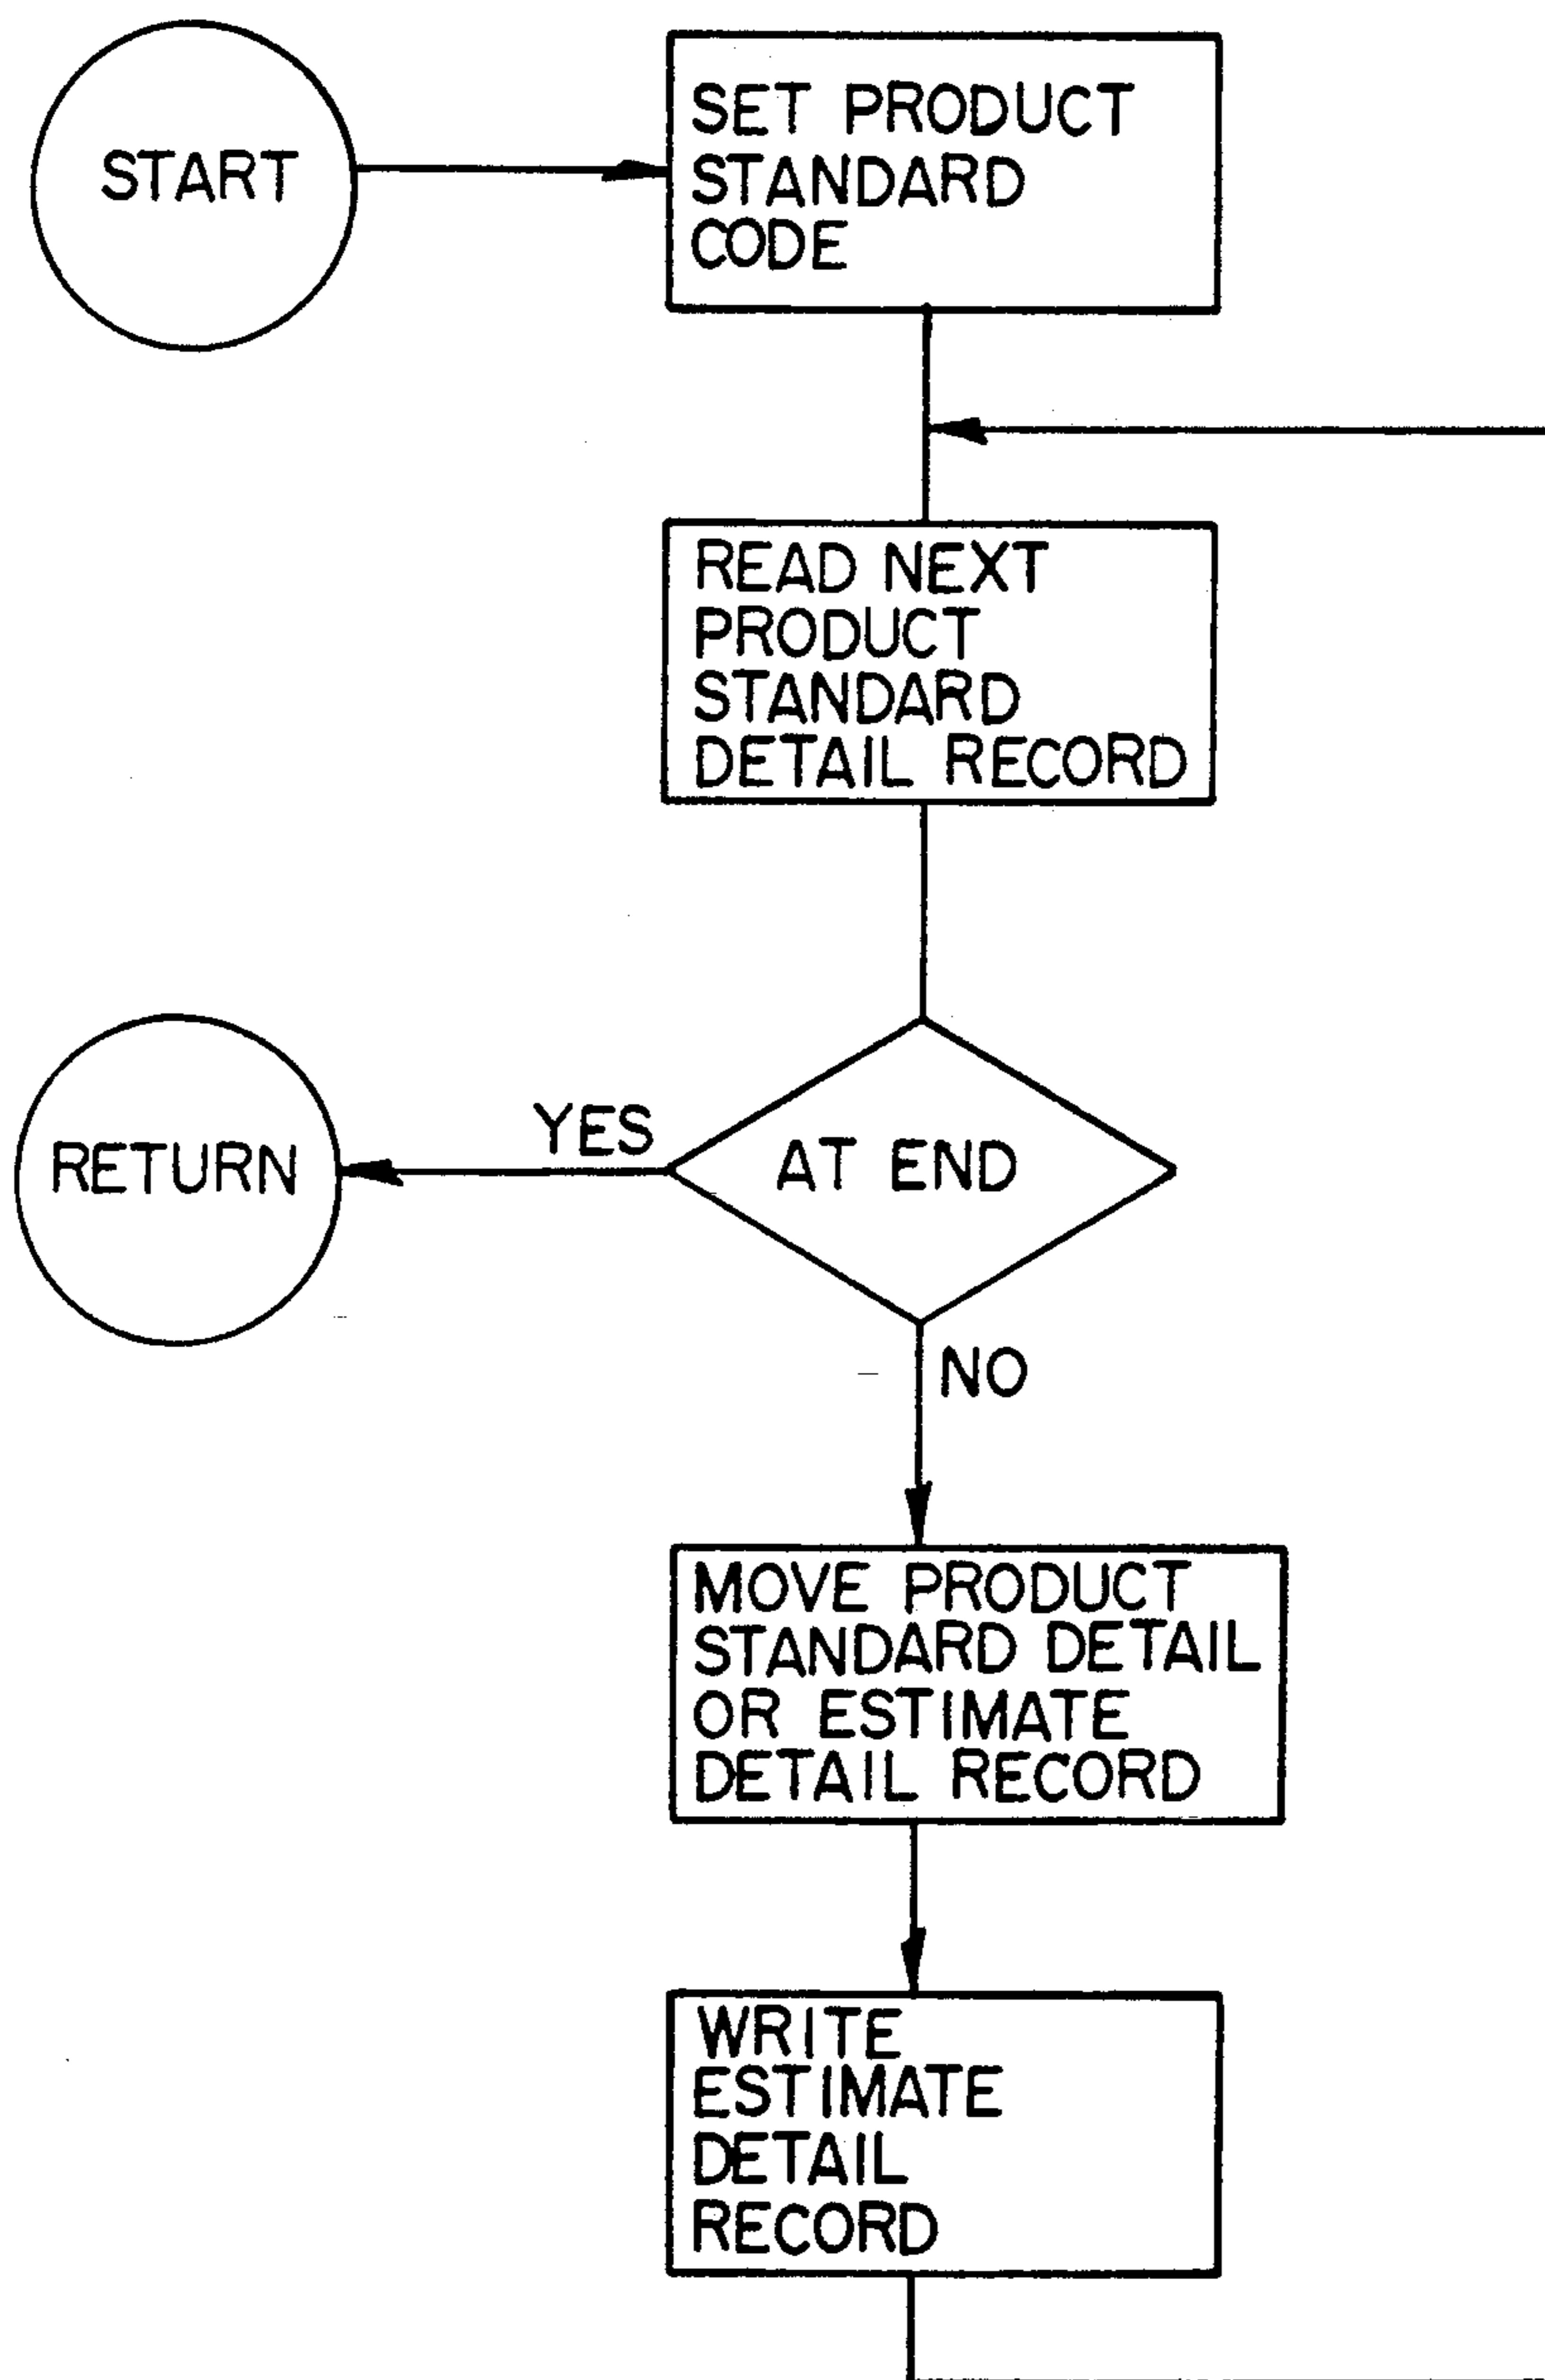 START
SET PRODUCT
STANDARD
CODE
READ NEXT
PRODUCT
STANDARD
DETAIL RECORD
YES
AT END
RETURN
NO
MOVE PRODUCT
STANDARD DETAIL
OR ESTIMATE
DETAIL RECORD
WRITE
ESTIMATE
DETAIL
RECORD